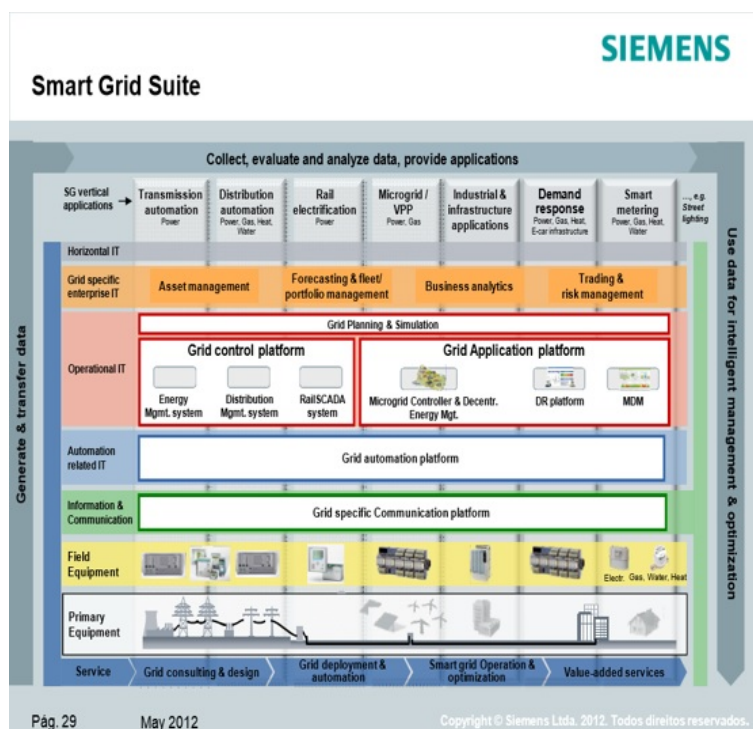 SIEMENS
Smart Grid Suite
Collect, evaluate and analyze data, provide applications
SG vertical
applications
Transmission
automation
Power
Distribution
automation
Power, Gas, Heat,
Water
Rail
electrification
Power
Microgrid /
VPP
Power, Gas
Industrial &
infrastructure
applications
Demand
response
Power, Gas, Heat,
E-car infrastructure
Smart
metering
Power, Gas, Heat,
Water
..., e.g.
Street
lighting
Generate & transfer data
Use data for intelligent management & optimization
Horizontal IT
Grid specific
enterprise IT
Asset management
Forecasting & fleet/
portfolio management
Business analytics
Trading &
risk management
Operational IT
Grid Planning & Simulation
Grid control platform
Energy
Mgmt. system
Distribution
Mgmt. system
RailSCADA
system
Grid Application platform
Microgrid Controller & Decentr.
Energy Mgt.
DR platform
MDM
Automation
related IT
Grid automation platform
Information &
Communication
Grid specific Communication platform
Field
Equipment
Electr. Gas, Water, Heat
Primary
Equipment
Service
Grid consulting & design
Grid deployment &
automation
Smart grid Operation &
optimization
Value-added services
Pág. 29
May 2012
Copyright © Siemens Ltda. 2012. Todos direitos reservados.